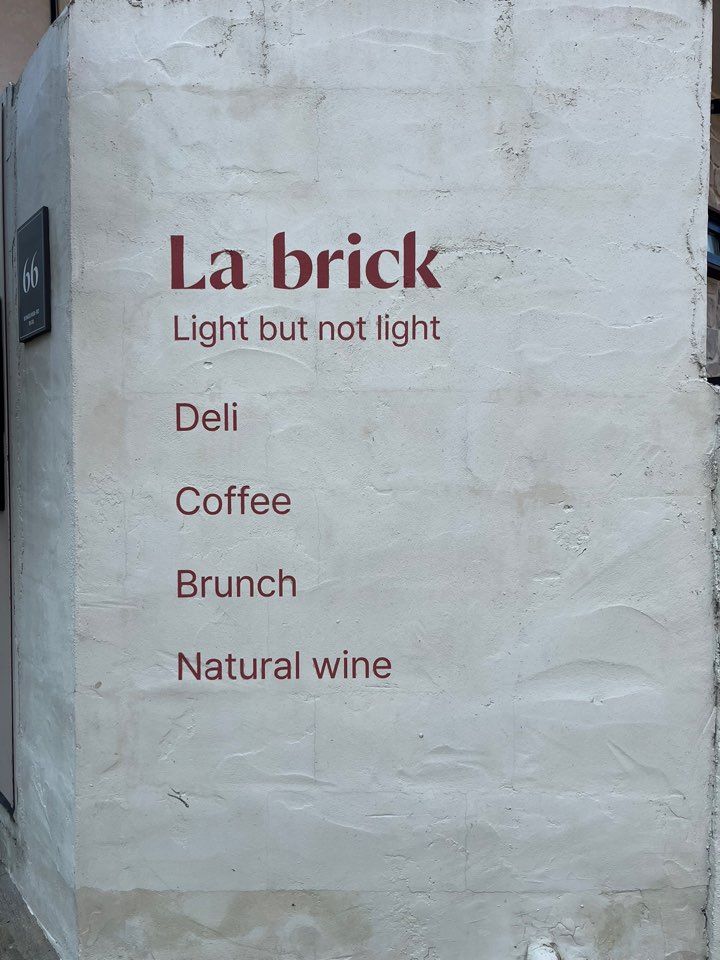 66
La brick
Light but not light
Deli
Coffee
Brunch
Natural wine